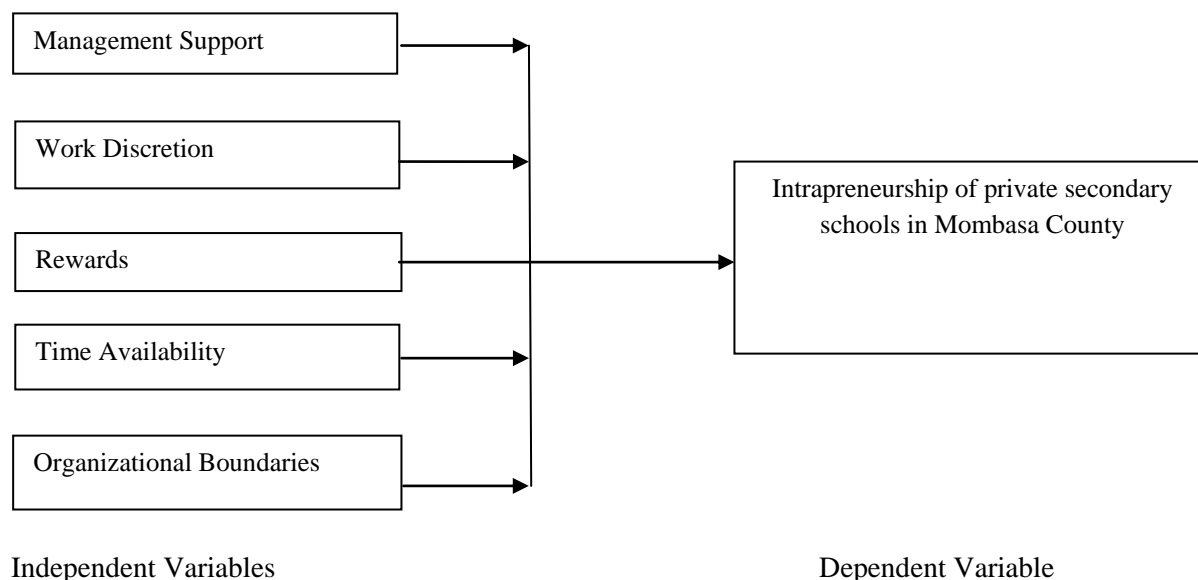 Management Support
Work Discretion
Intrapreneurship of private secondary
schools in Mombasa County
Rewards
Time Availability
Organizational Boundaries
Independent Variables
Dependent Variable